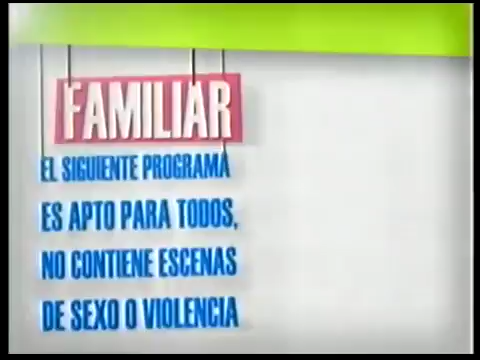 FAMILIAR
EL SIGUIENTE PROGRAMA
ES APTO PARA TODOS,
NO CONTIENE ESCENAS
DE SEXO O VIOLENCIA